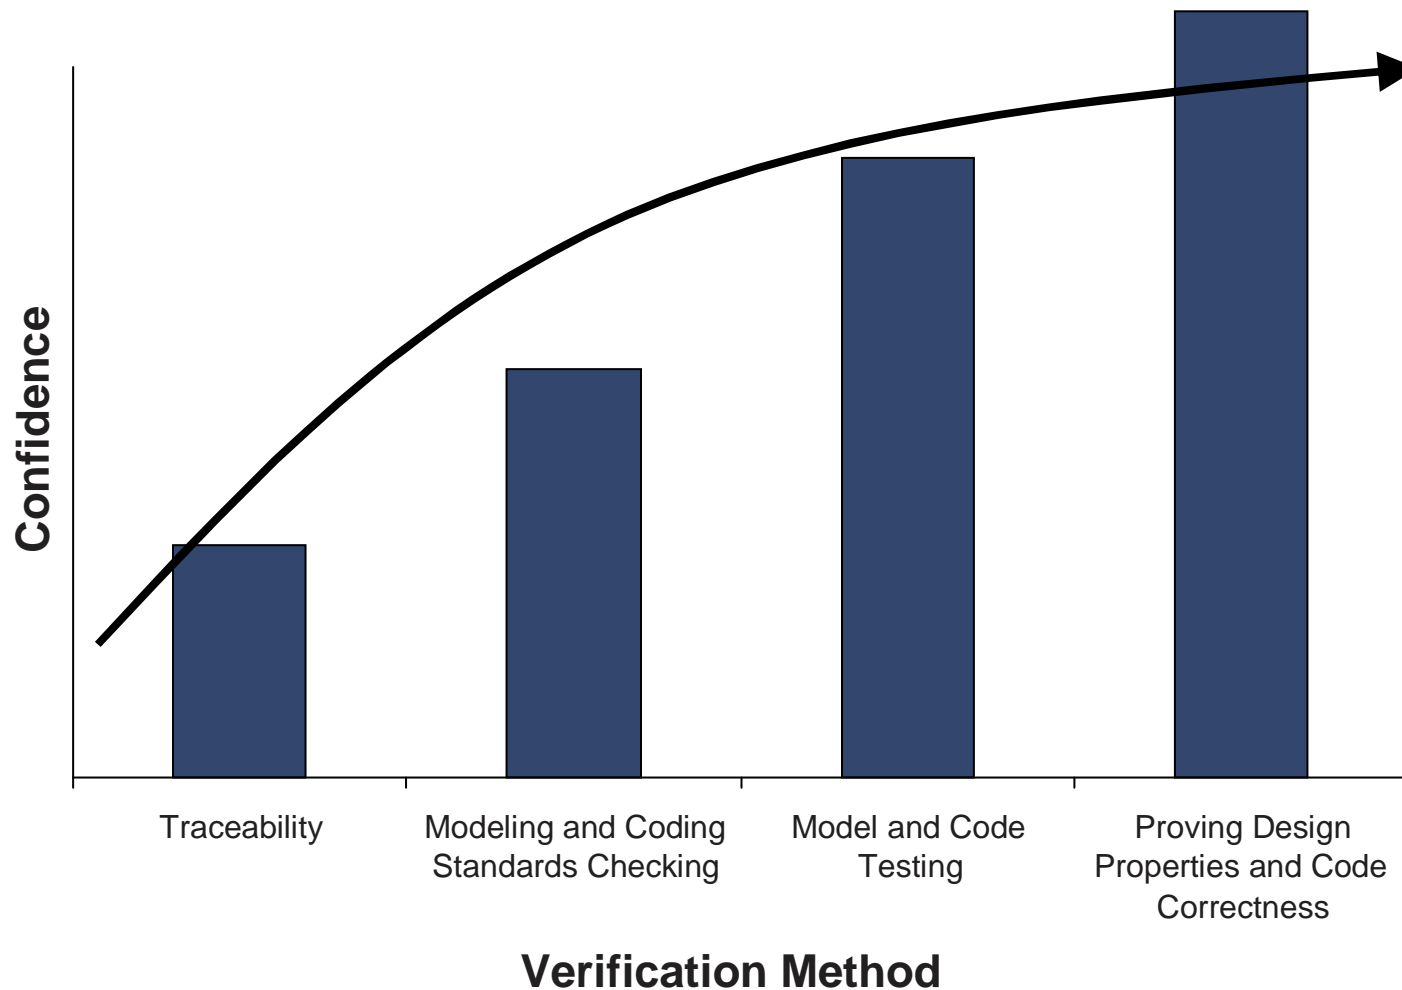 Confidence
Traceability
Modeling and Coding
Standards Checking
Model and Code
Testing
Proving Design
Properties and Code
Correctness
Verification Method